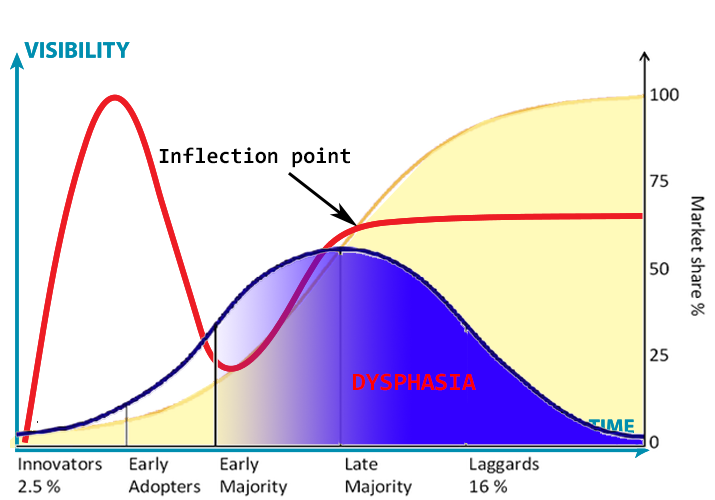 VISIBILITY
100
Inflection point
75
Market share %
50
25
DYSPHASIA
TIME
0
Innovators
2.5 %
Early
Adopters
Early
Majority
Late
Majority
Laggards
16 %